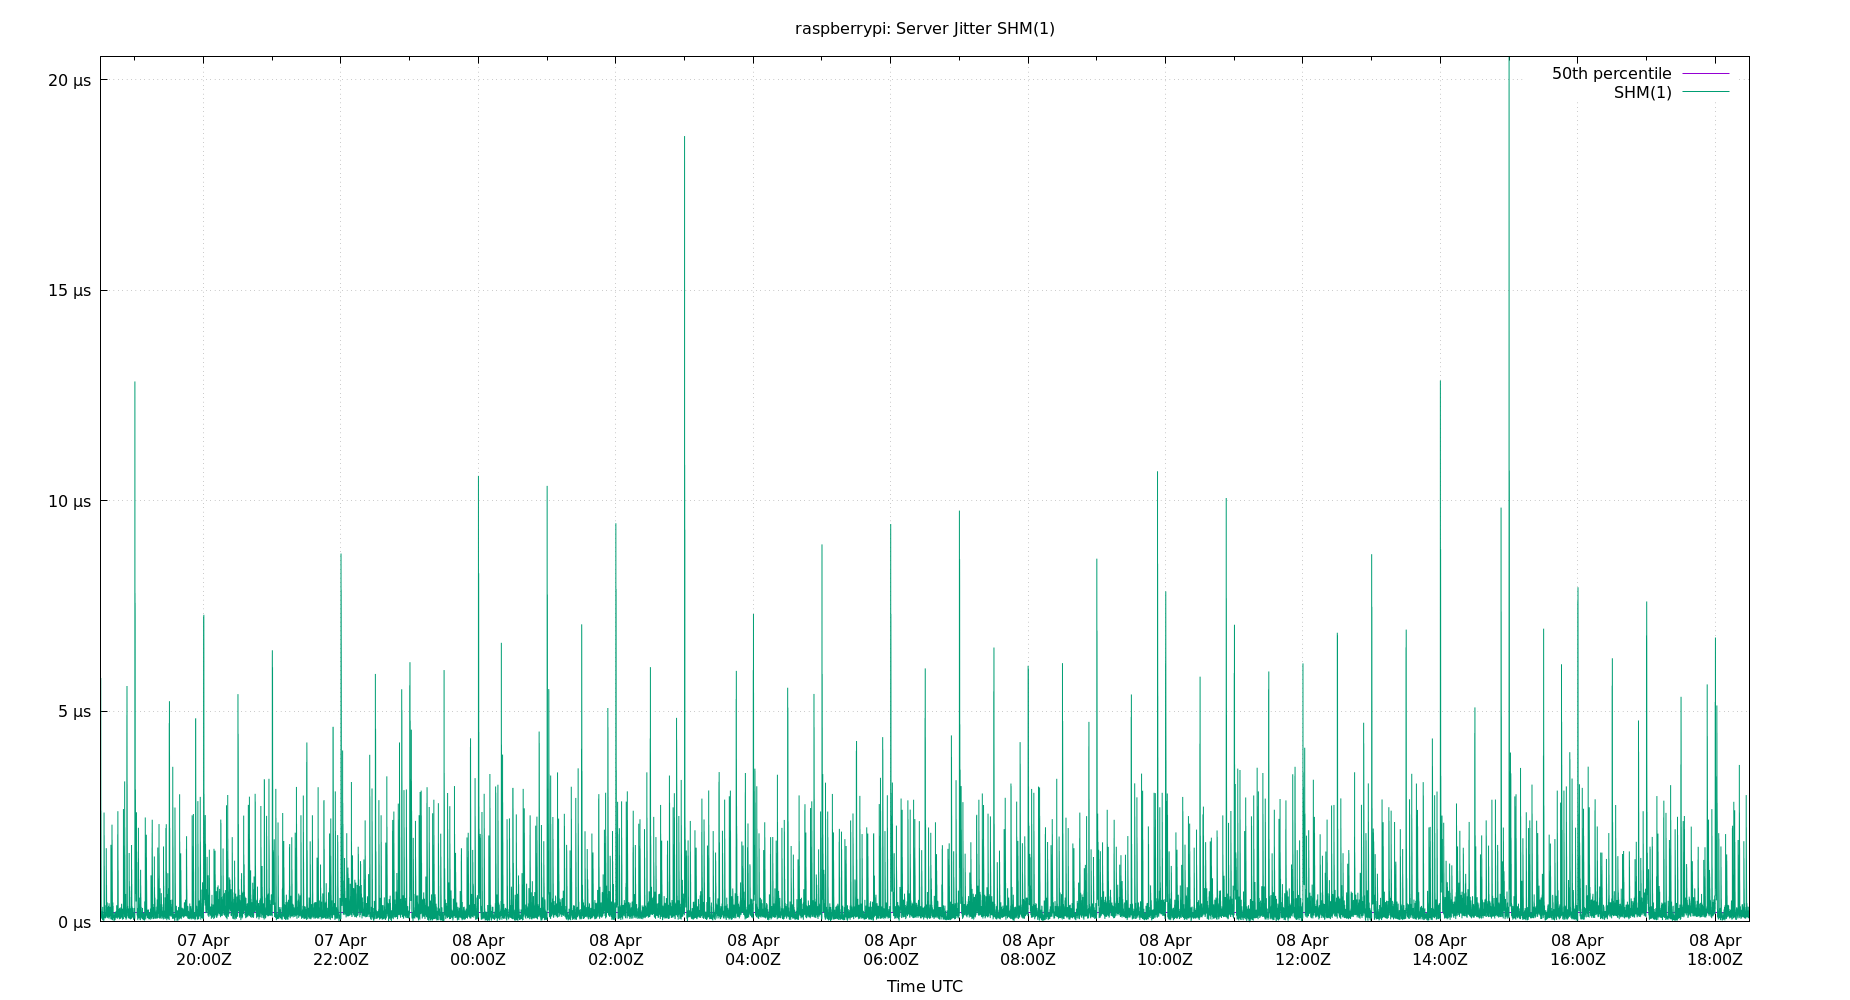 raspberrypi: Server Jitter SHM(1)
50th percentile
SHM(1)
20 µs
15 µs
10 µs
5 µs
0 µs
07 Apr 07 Apr 08 Apr 08 Apr 08 Apr 08 Apr 08 Apr 08 Apr 08 Apr 08 Apr 08 Apr 08 Apr
20:00Z 22:00Z 00:00Z 02:00Z 04:00Z 06:00Z 08:00Z 10:00Z 12:00Z 14:00Z 16:00Z 18:00Z
Time UTC